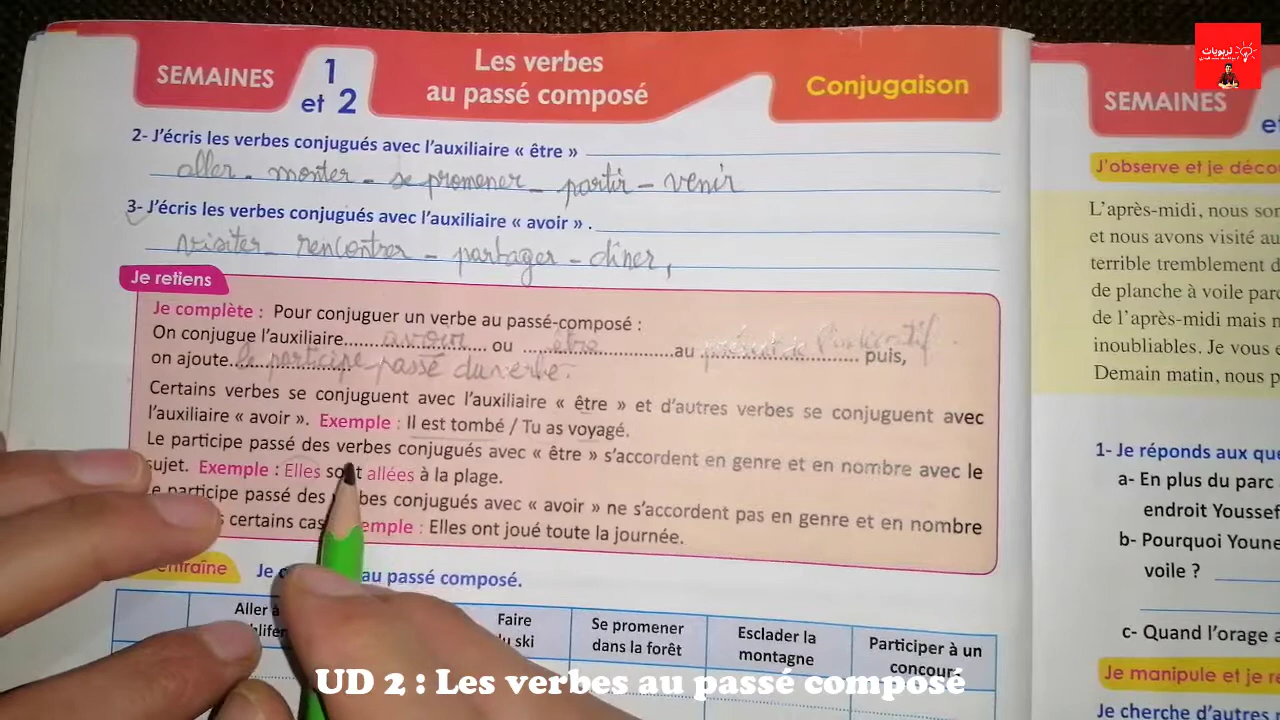 تربويات
SEMAINES 1 et 2
Les verbes au passé composé
Conjugaison
2- J'écris les verbes conjugués avec l'auxiliaire « être »
aller - monter - se promener - partir - venir
3- J'écris les verbes conjugués avec l'auxiliaire « avoir » .
visiter - rencontrer - partager - dîner,
Je retiens
Je complète : Pour conjuguer un verbe au passé-composé :
On conjugue l'auxiliaire avoir ou être au présent de l'indicatif puis,
on ajoute le participe passé du verbe.
Certains verbes se conjuguent avec l'auxiliaire « être » et d'autres verbes se conjuguent avec
l'auxiliaire « avoir ». Exemple : Il est tombé / Tu as voyagé.
Le participe passé des verbes conjugués avec « être » s'accordent en genre et en nombre avec le
sujet. Exemple : Elles sont allées à la plage.
Le participe passé des verbes conjugués avec « avoir » ne s'accordent pas en genre et en nombre
certains cas Exemple : Elles ont joué toute la journée.
entraîne
Je au passé composé.
Aller à
Faire
ski
Se promener
dans la forêt
Esclader la
montagne
Participer à un
concours
SEMAINES
J'observe et je déco
L'après-midi, nous son
et nous avons visité au
terrible tremblement d
de planche à voile parc
de l'après-midi mais n
inoubliables. Je vous e
Demain matin, nous p
1- Je réponds aux que
a- En plus du parc
endroit Youssef
b- Pourquoi Youne
voile ?
c- Quand l'orage a
Je manipule et je re
Je cherche d'autres
UD 2 : Les verbes au passé composé